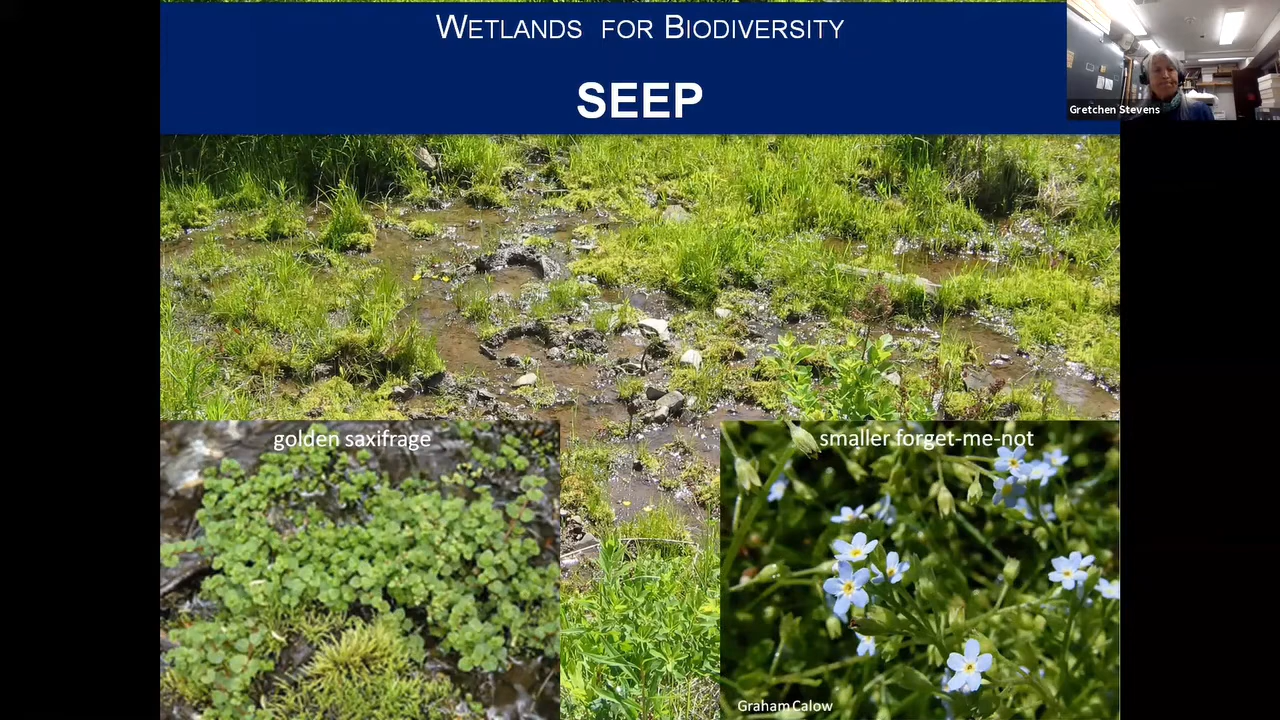 WETLANDS FOR BIODIVERSITY
SEEP
Gretchen Stevens
golden saxifrage
smaller forget-me-not
Graham Calow